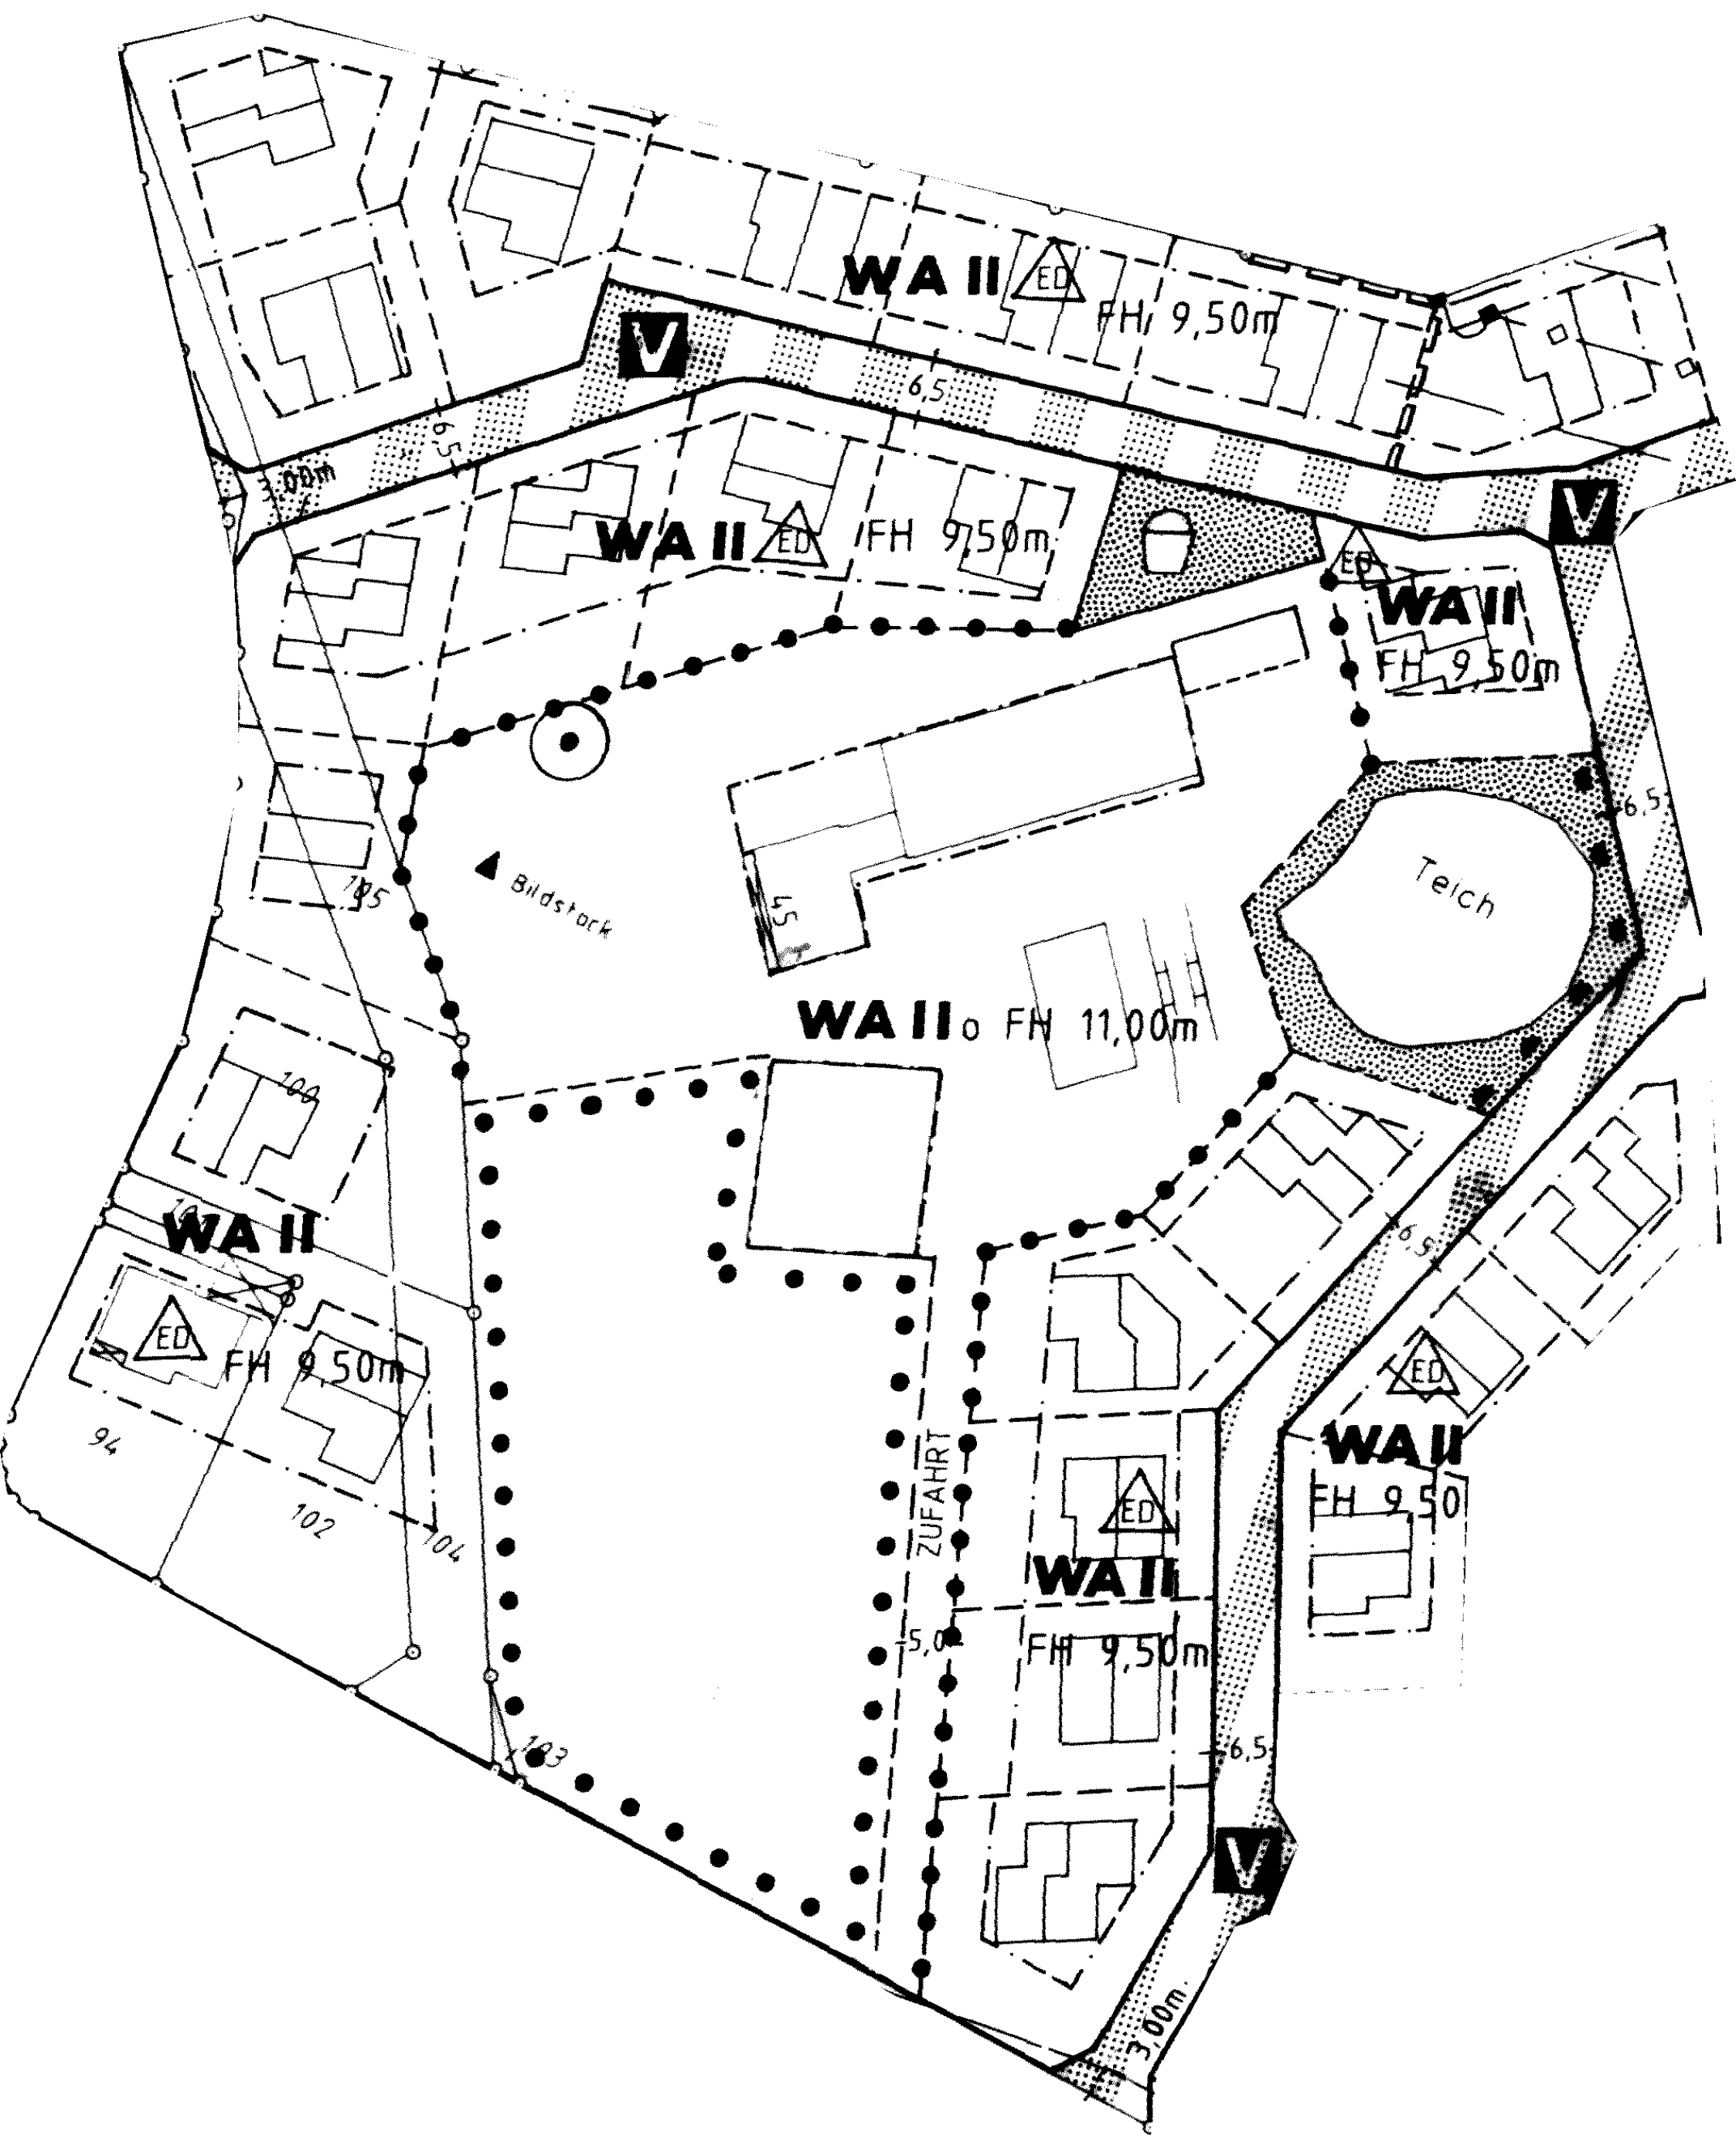 WA II ED
FH 9,50m
V
6,5
6,5
3,00m
V
WA II ED FH 9,50m
ED
WA II
FH 9,50m
6,5
Teich
105
Bildstock
45
WA II o FH 11,00m
100
WA II
ED
FH 9,50m
94
102
104
103
ZUFAHRT
5,0
6,5
ED
WA II
FH 9,50
ED
WA II
FH 9,50m
6,5
V
3,00m